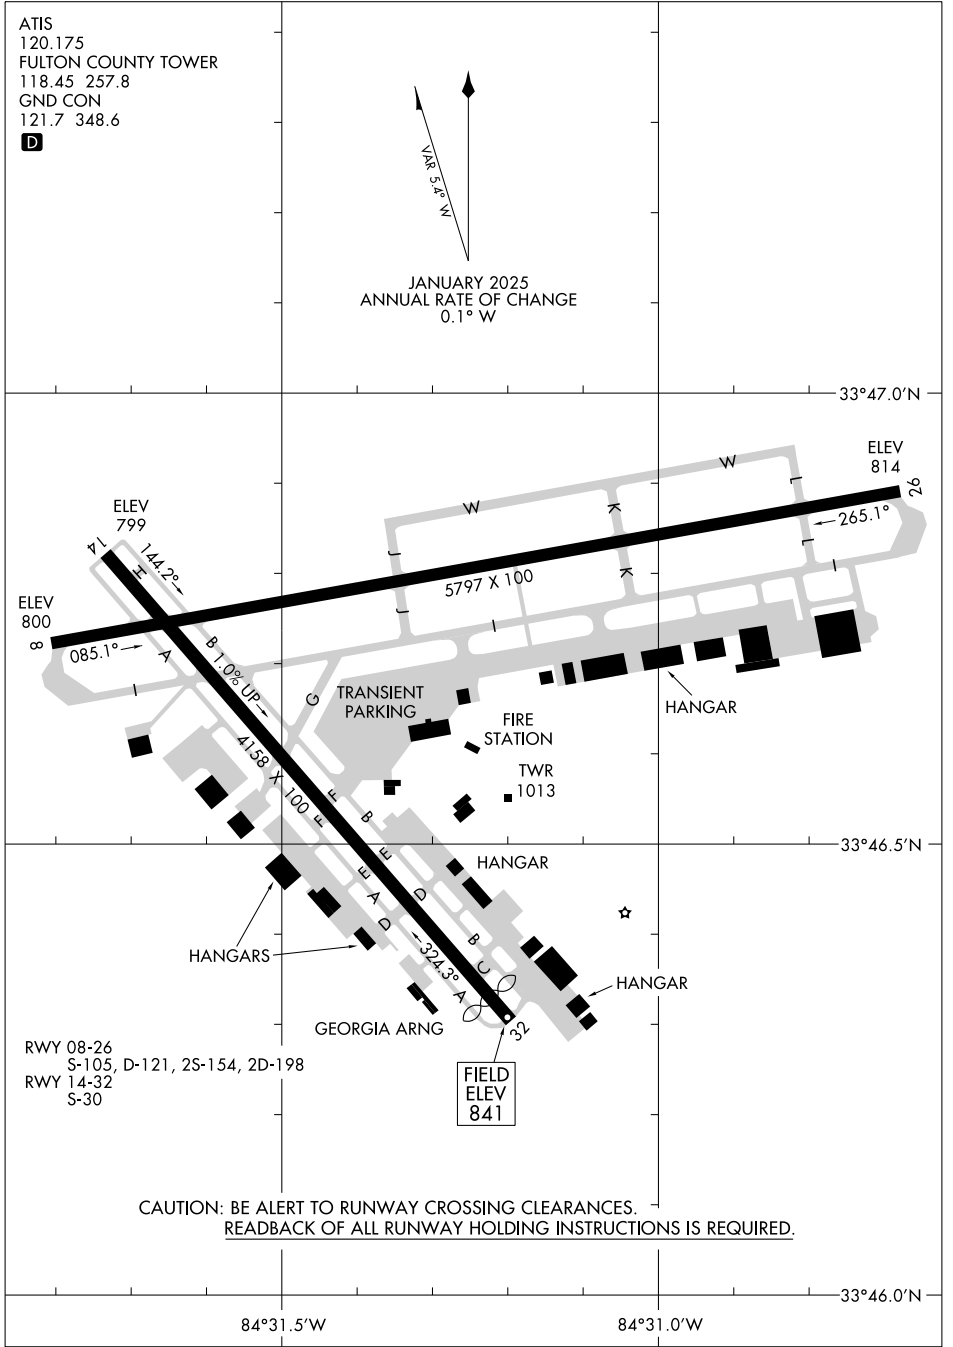 ATIS
120.175
FULTON COUNTY TOWER
118.45 257.8
GND CON
121.7 348.6
D
VAR 5.4° W
JANUARY 2025
ANNUAL RATE OF CHANGE
0.1° W
33°47.0'N
ELEV
814
26
265.1°
W
W
L
K
J
L
K
J
I
I
5797 X 100
ELEV
799
14
144.2°
H
ELEV
800
8
085.1°
A
B
1.0% UP
I
G
TRANSIENT
PARKING
HANGAR
FIRE
STATION
TWR
1013
4158 X 100
F
F
B
E
E
33°46.5'N
HANGAR
A
D
D
B
C
324.3°
A
HANGARS
HANGAR
GEORGIA ARNG
32
FIELD
ELEV
841
RWY 08-26
S-105, D-121, 2S-154, 2D-198
RWY 14-32
S-30
CAUTION: BE ALERT TO RUNWAY CROSSING CLEARANCES.
READBACK OF ALL RUNWAY HOLDING INSTRUCTIONS IS REQUIRED.
33°46.0'N
84°31.5'W
84°31.0'W